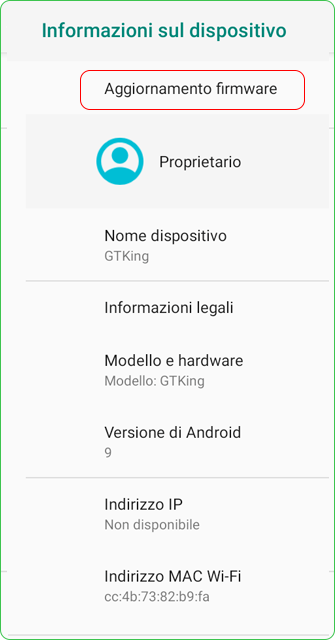 Informazioni sul dispositivo
Aggiornamento firmware
Proprietario
Nome dispositivo
GTKing
Informazioni legali
Modello e hardware
Modello: GTKing
Versione di Android
9
Indirizzo IP
Non disponibile
Indirizzo MAC Wi-Fi
cc:4b:73:82:b9:fa